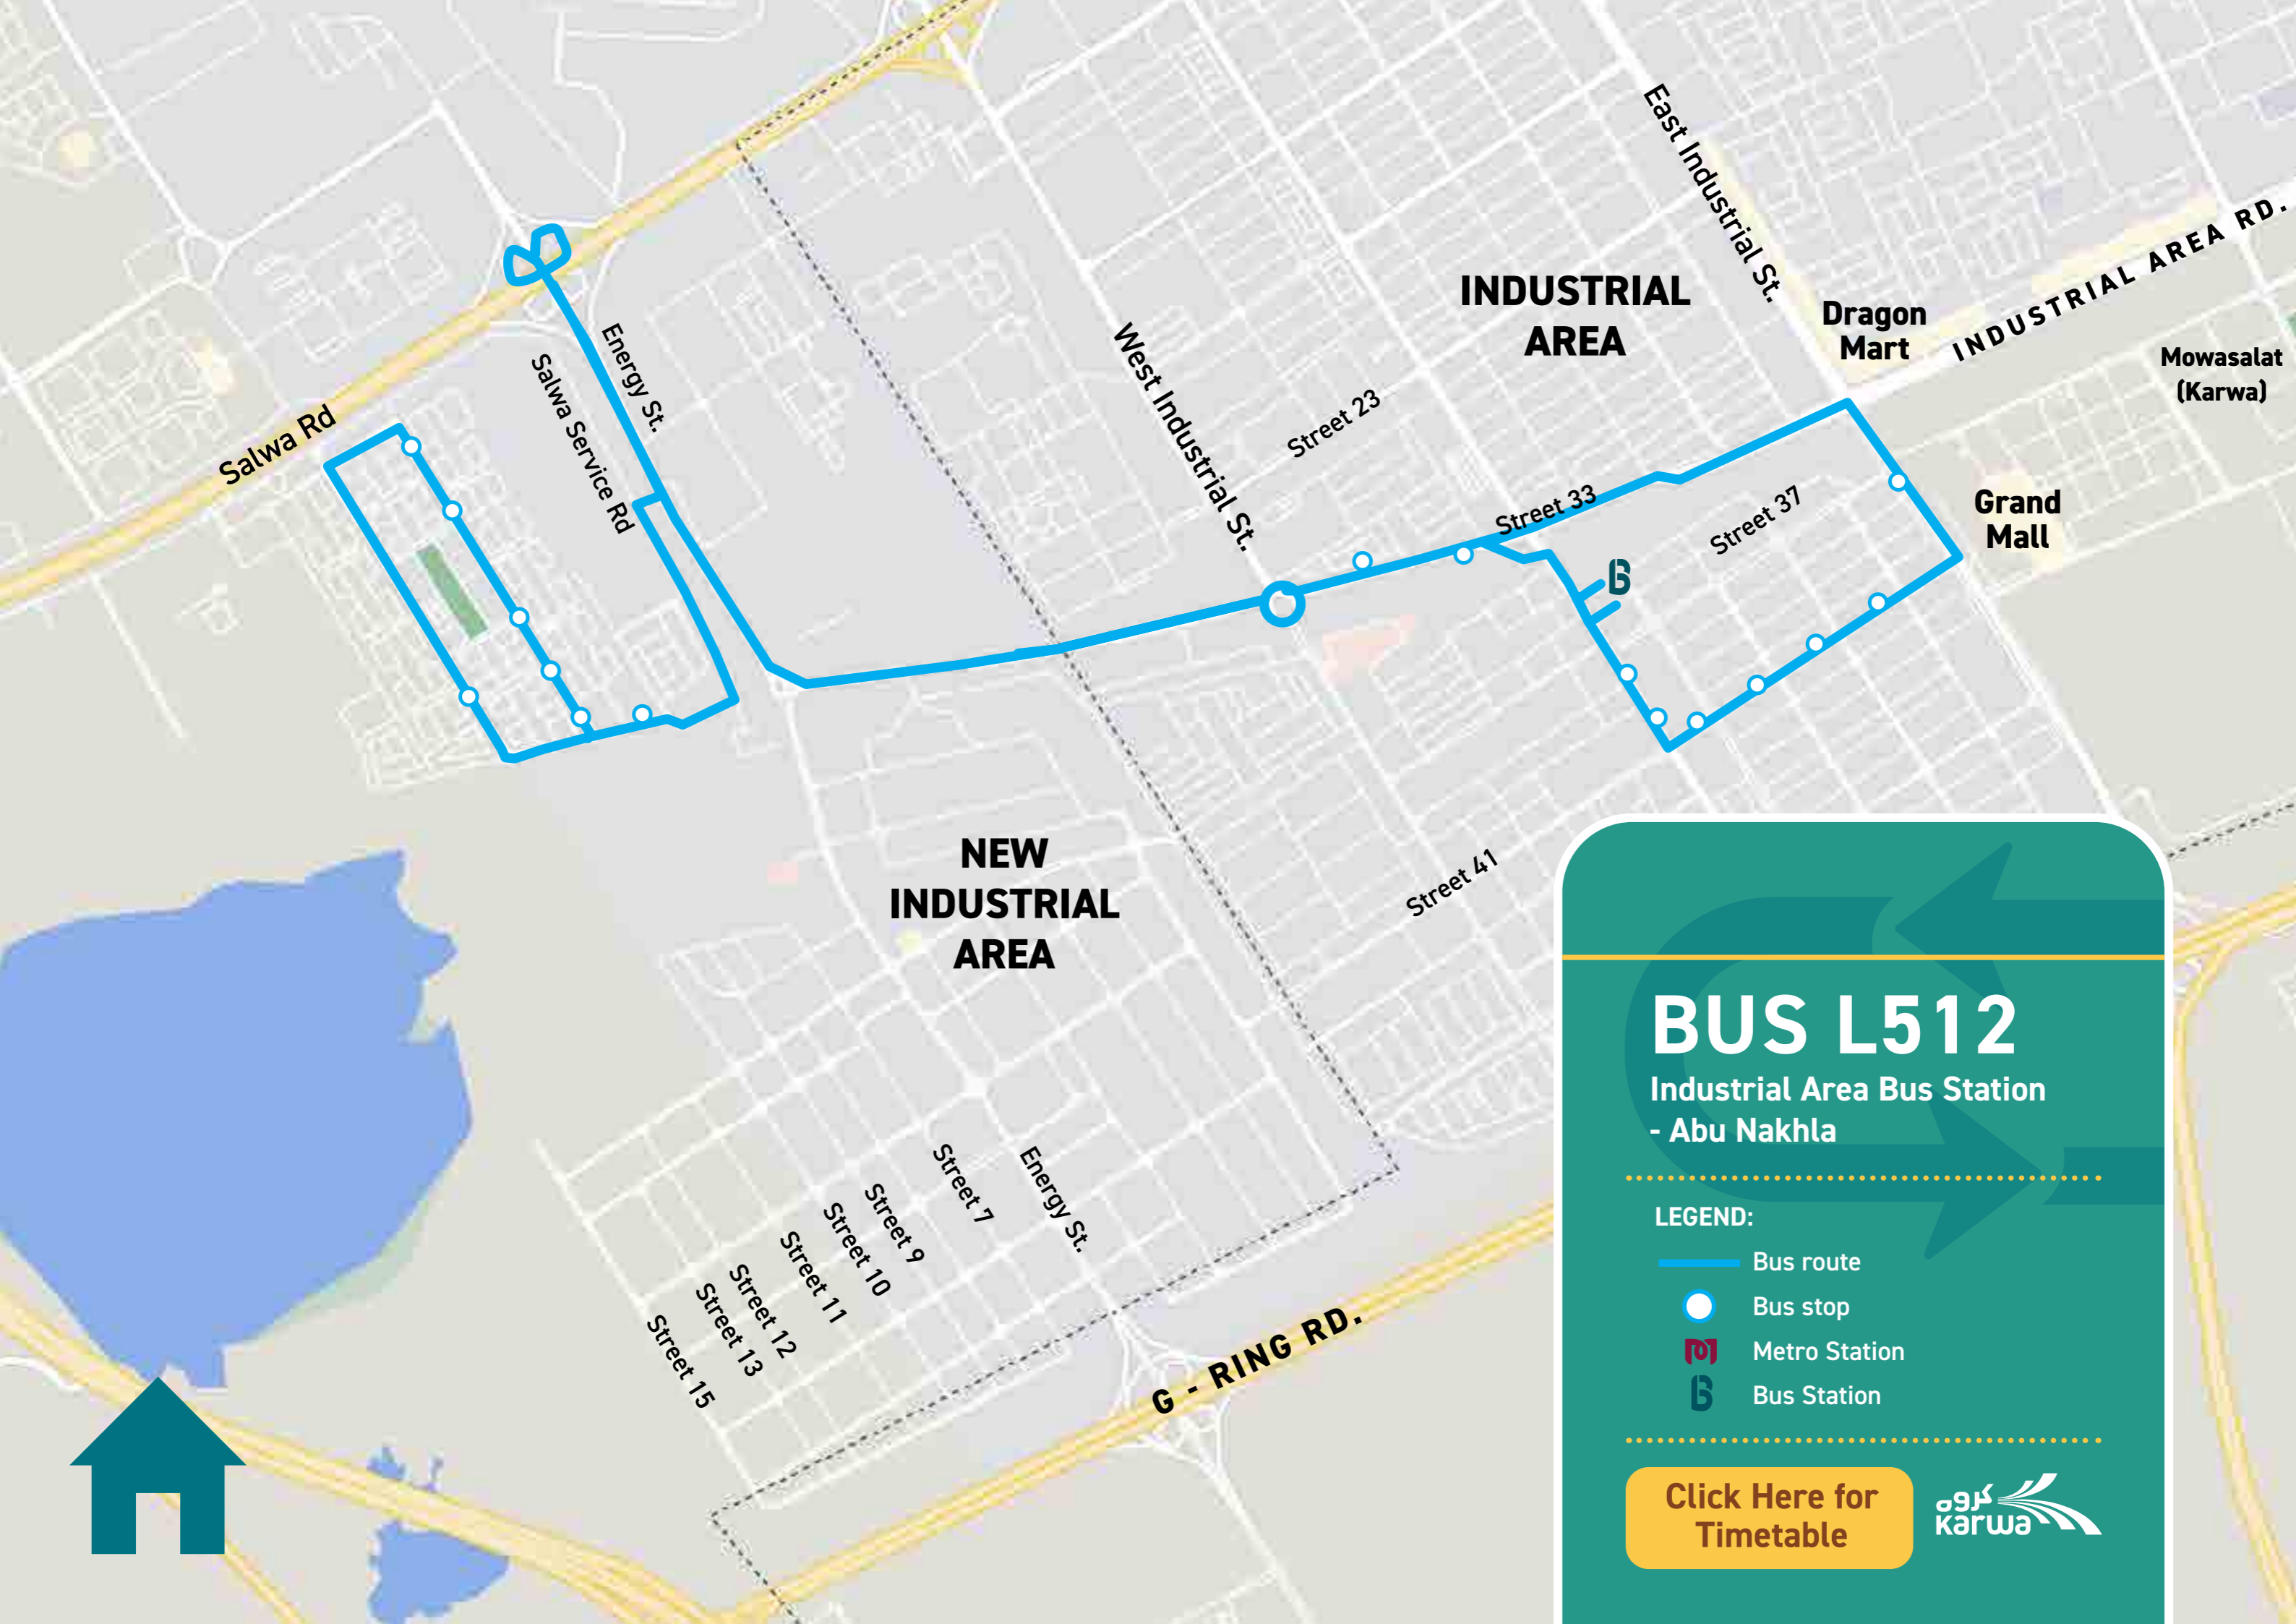 East Industrial St.
INDUSTRIAL AREA RD.
INDUSTRIAL
AREA
Dragon
Mart
Mowasalat
(Karwa)
Energy St.
Salwa Service Rd
West Industrial St.
Street 23
Salwa Rd
Street 33
Street 37
Grand
Mall
NEW
INDUSTRIAL
AREA
Street 41
Street 7
Energy St.
Street 9
Street 10
Street 11
Street 12
Street 13
Street 15
G - RING RD.
BUS L512
Industrial Area Bus Station
- Abu Nakhla
LEGEND:
Bus route
Bus stop
Metro Station
B
Bus Station
Click Here for
Timetable
كروه
Karwa
B